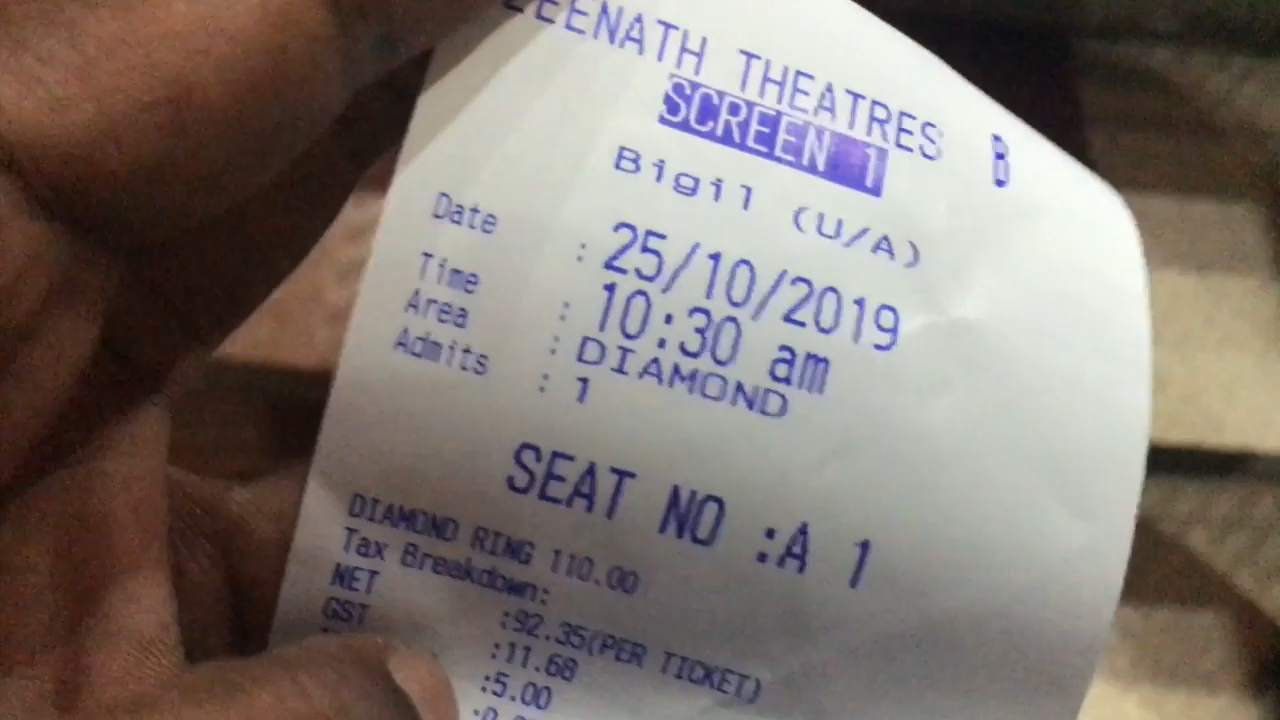 ZEENATH THEATRES B
SCREEN 1
Bigil (U/A)
Date : 25/10/2019
Time : 10:30 am
Area : DIAMOND
Admits : 1
SEAT NO :A 1
DIAMOND RING 110.00
Tax Breakdown:
NET :92.35(PER TICKET)
GST :11.68
:5.00